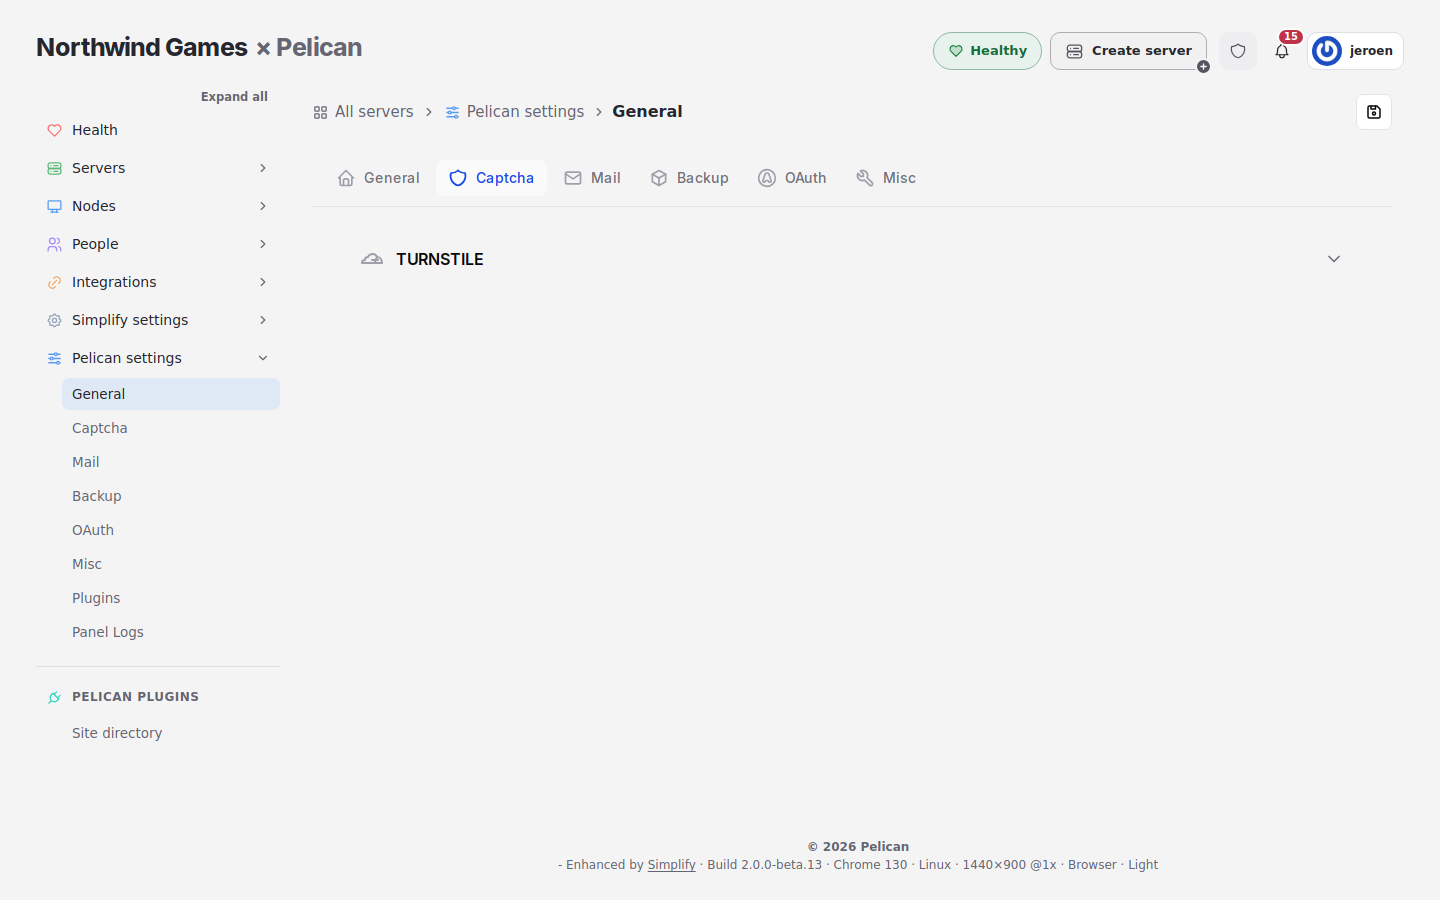 Northwind Games × Pelican
Healthy
Create server
15
jeroen
Expand all
Health
Servers
Nodes
People
Integrations
Simplify settings
Pelican settings
General
Captcha
Mail
Backup
OAuth
Misc
Plugins
Panel Logs
PELICAN PLUGINS
Site directory
All servers > Pelican settings > General
General Captcha Mail Backup OAuth Misc
TURNSTILE
© 2026 Pelican
- Enhanced by Simplify · Build 2.0.0-beta.13 · Chrome 130 · Linux · 1440×900 @1x · Browser · Light